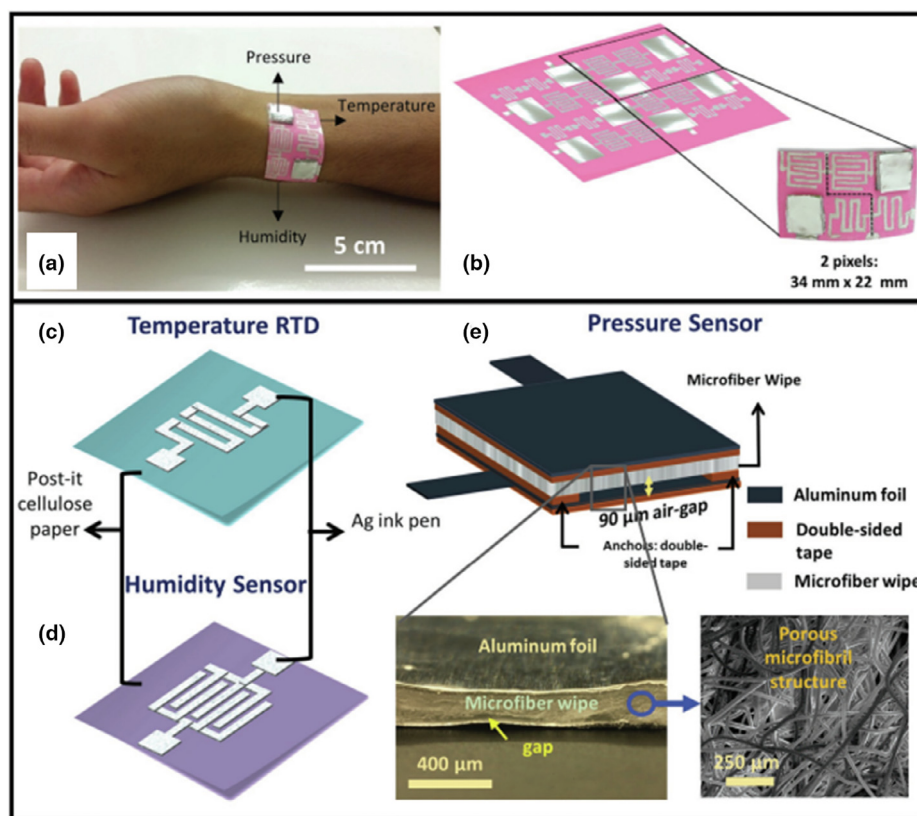 Pressure
Temperature
Humidity
5 cm
(a)
(b)
2 pixels:
34 mm x 22 mm
(c)
Temperature RTD
Post-it
cellulose
paper
Ag ink pen
Humidity Sensor
(d)
(e)
Pressure Sensor
Microfiber Wipe
90 µm air-gap
Anchors: double-
sided tape
Aluminum foil
Double-sided
tape
Microfiber wipe
Aluminum foil
Microfiber wipe
gap
400 µm
Porous
microfibril
structure
250 µm